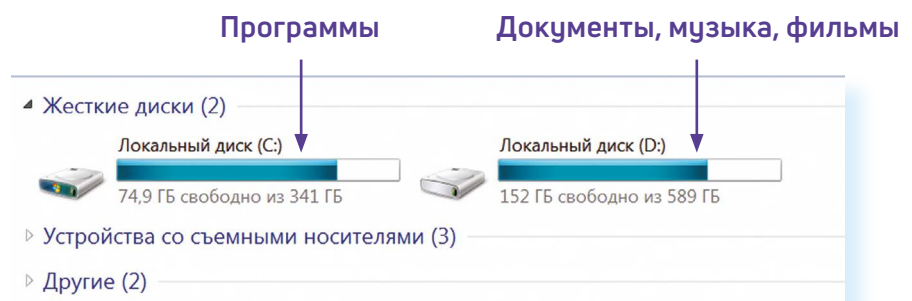 Программы Документы, музыка, фильмы
Жесткие диски (2)
Локальный диск (C:) Локальный диск (D:)
74,9 ГБ свободно из 341 ГБ 152 ГБ свободно из 589 ГБ
Устройства со съемными носителями (3)
Другие (2)